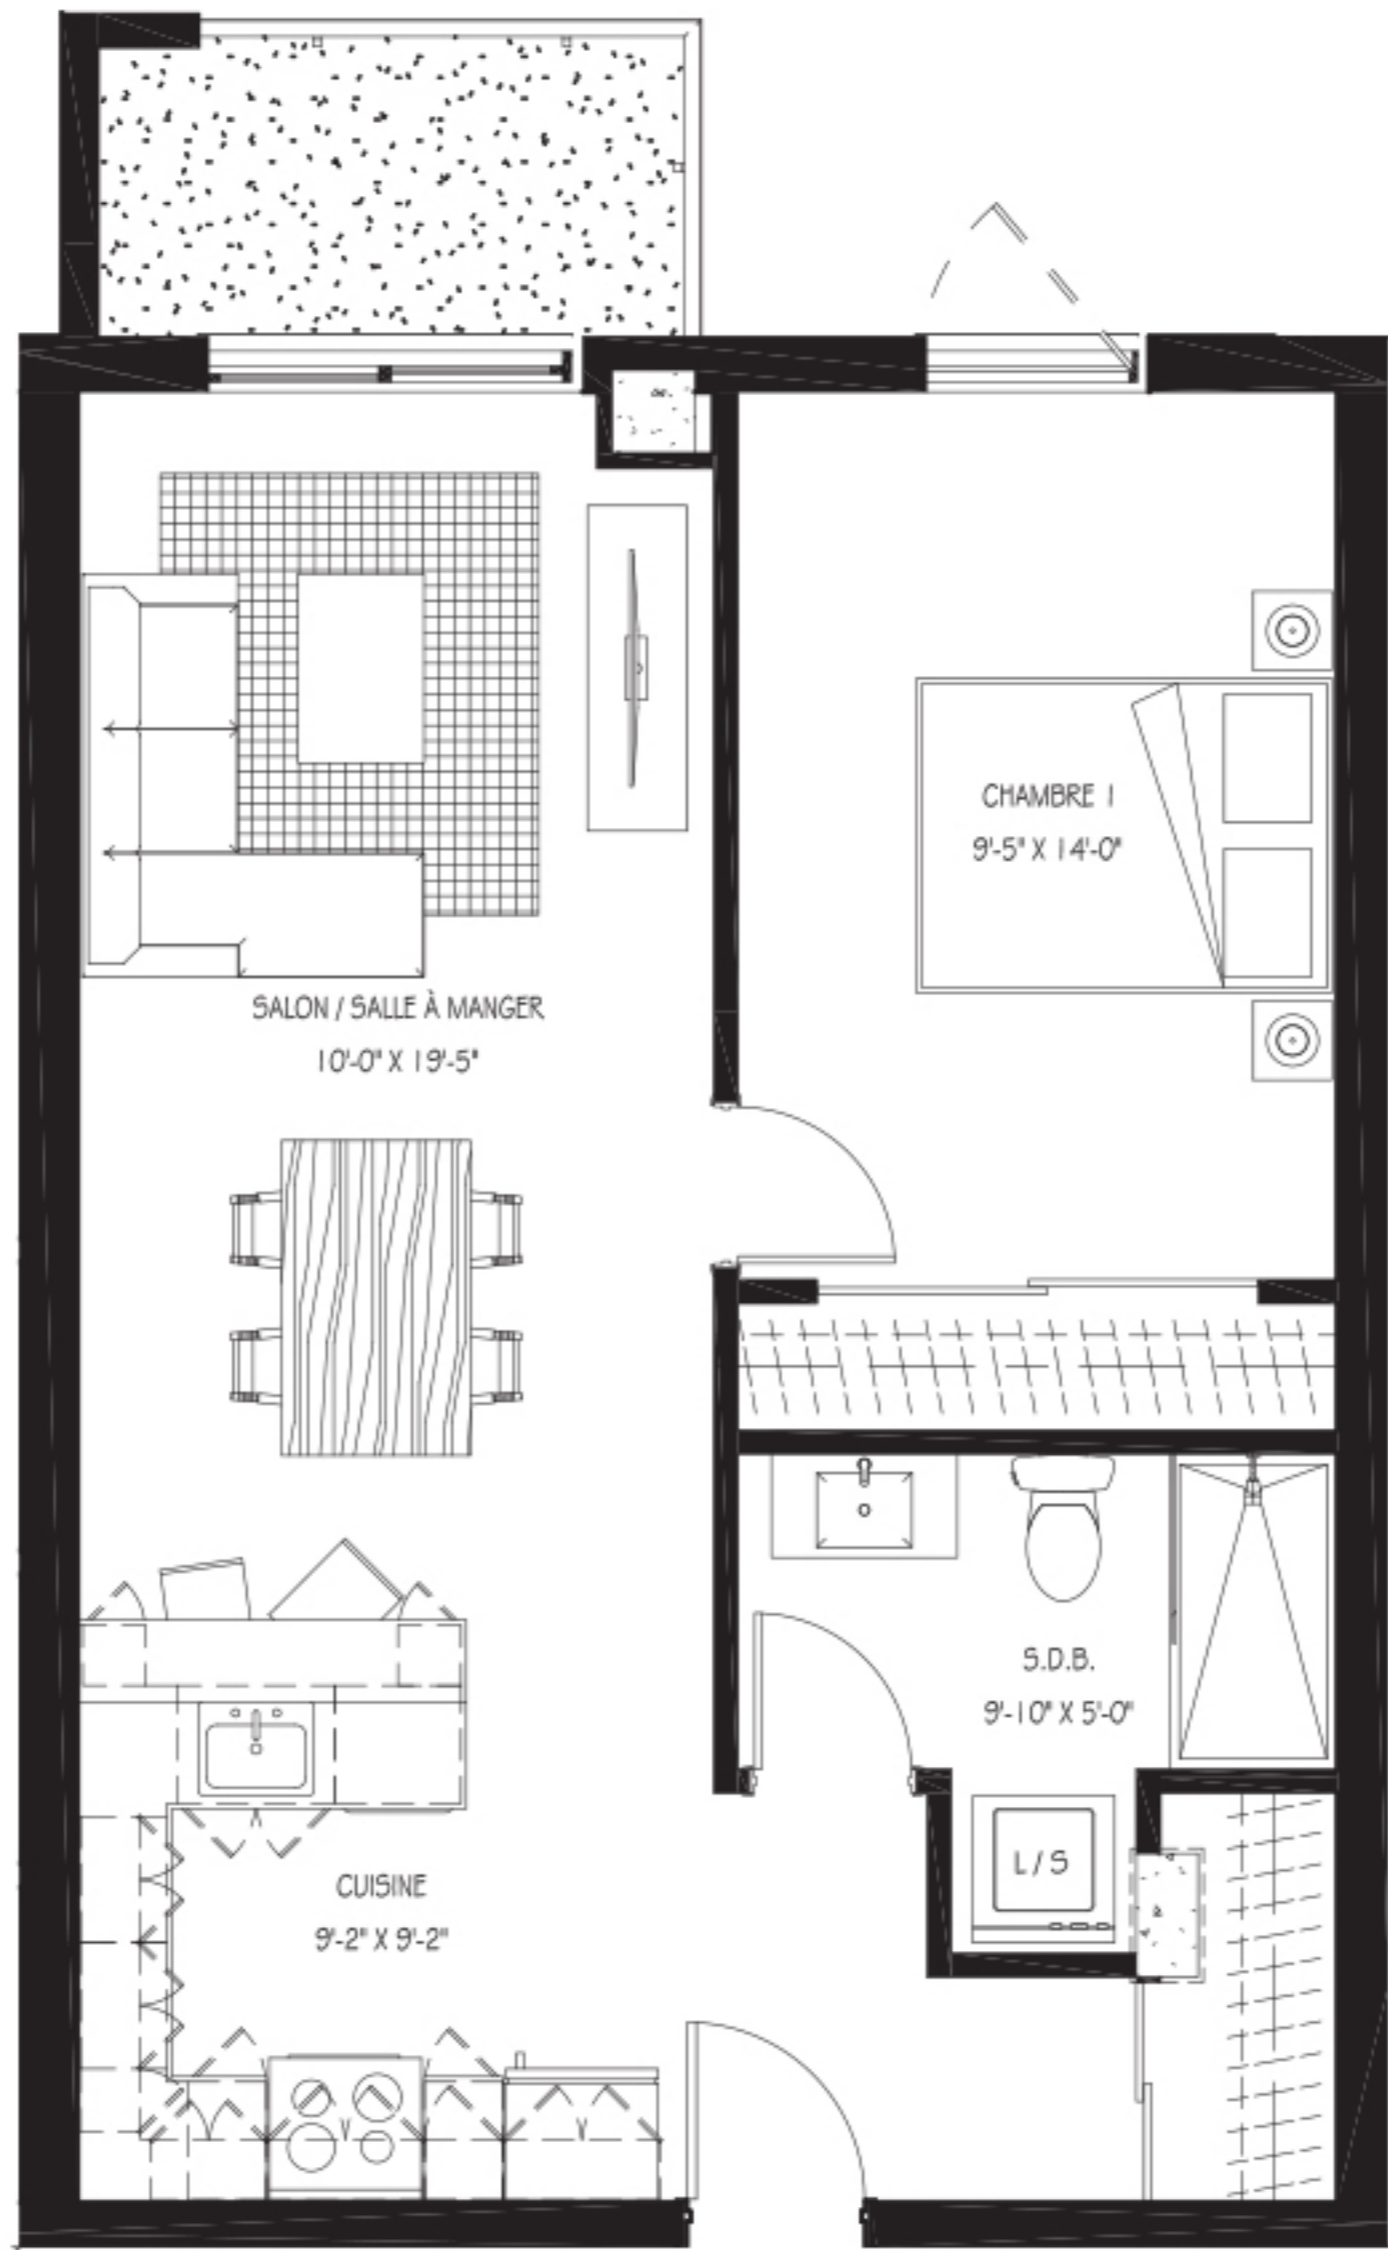 CHAMBRE 1
9'-5" X 14'-0"
SALON / SALLE À MANGER
10'-0" X 19'-5"
S.D.B.
9'-10" X 5'-0"
L / S
CUISINE
9'-2" X 9'-2"